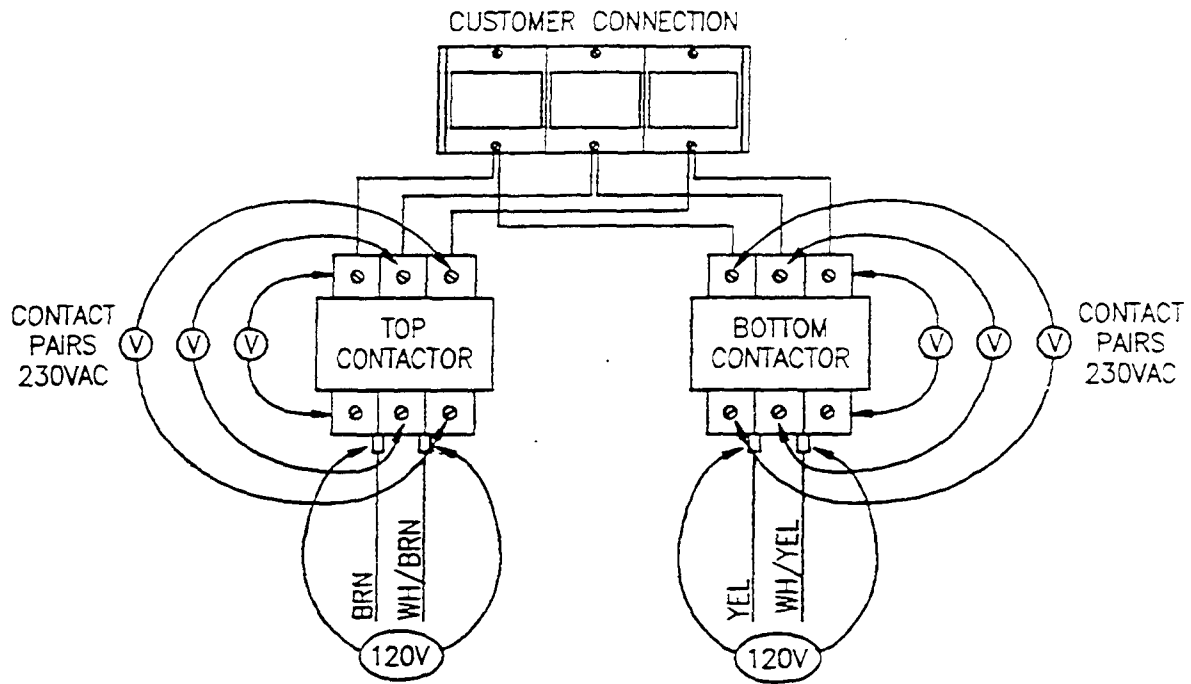 CUSTOMER CONNECTION
CONTACT
PAIRS
230VAC
V
V
V
TOP
CONTACTOR
BOTTOM
CONTACTOR
V
V
V
CONTACT
PAIRS
230VAC
BRN
WH/BRN
YEL
WH/YEL
120V
120V